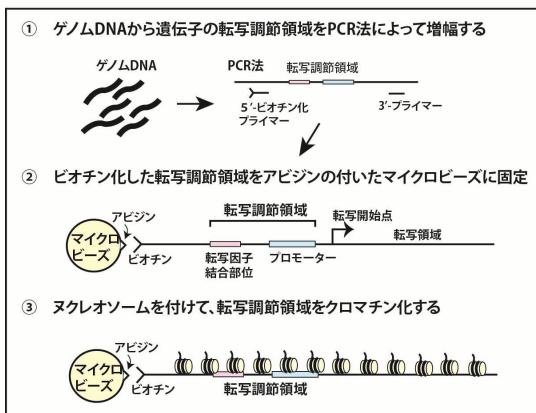 ① ゲノムDNAから遺伝子の転写調節領域をPCR法によって増幅する
ゲノムDNA
PCR法
転写調節領域
5′-ビオチン化
プライマー
3′-プライマー
② ビオチン化した転写調節領域をアビジンの付いたマイクロビーズに固定
アビジン
マイクロ
ビーズ
ビオチン
転写調節領域
転写因子
結合部位
プロモーター
転写開始点
転写領域
③ ヌクレオソームを付けて、転写調節領域をクロマチン化する
アビジン
マイクロ
ビーズ
ビオチン
転写調節領域